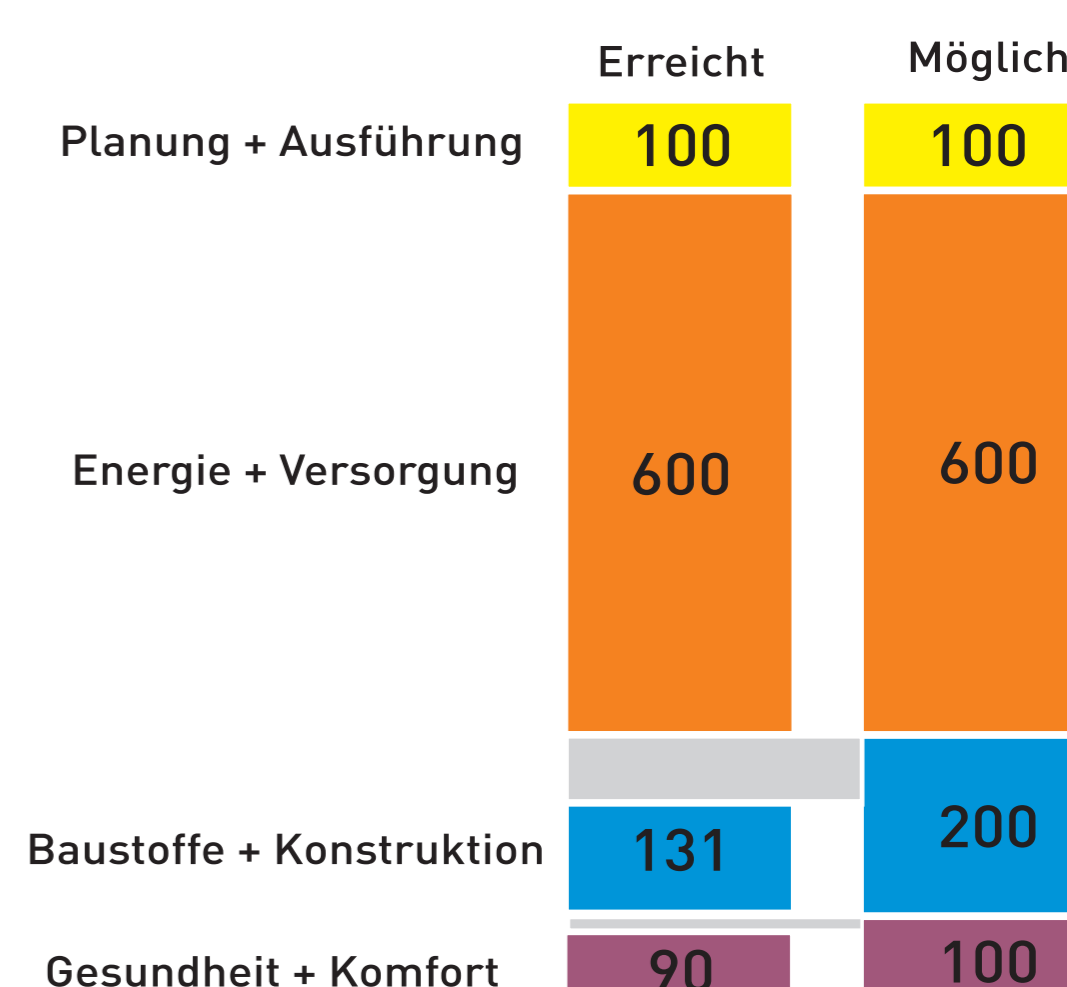 Erreicht Möglich
Planung + Ausführung 100 100
Energie + Versorgung 600 600
Baustoffe + Konstruktion 131 200
Gesundheit + Komfort 90 100